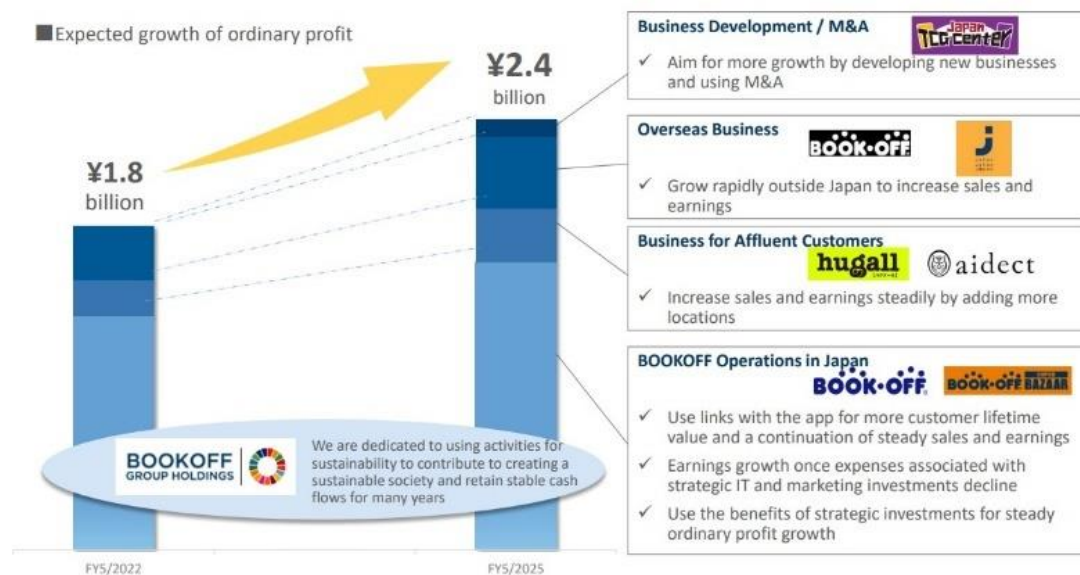 Expected growth of ordinary profit
¥1.8
billion
¥2.4
billion
BOOKOFF
GROUP HOLDINGS
We are dedicated to using activities for
sustainability to contribute to creating a
sustainable society and retain stable cash
flows for many years
FY5/2022
FY5/2025
Business Development / M&A
Japan
TCG Center
✓ Aim for more growth by developing new businesses
and using M&A
Overseas Business
BOOK•OFF
✓ Grow rapidly outside Japan to increase sales and
earnings
Business for Affluent Customers
hugall
aidect
✓ Increase sales and earnings steadily by adding more
locations
BOOKOFF Operations in Japan
BOOK•OFF
BOOK•OFF SUPER BAZAAR
✓ Use links with the app for more customer lifetime
value and a continuation of steady sales and earnings
✓ Earnings growth once expenses associated with
strategic IT and marketing investments decline
✓ Use the benefits of strategic investments for steady
ordinary profit growth